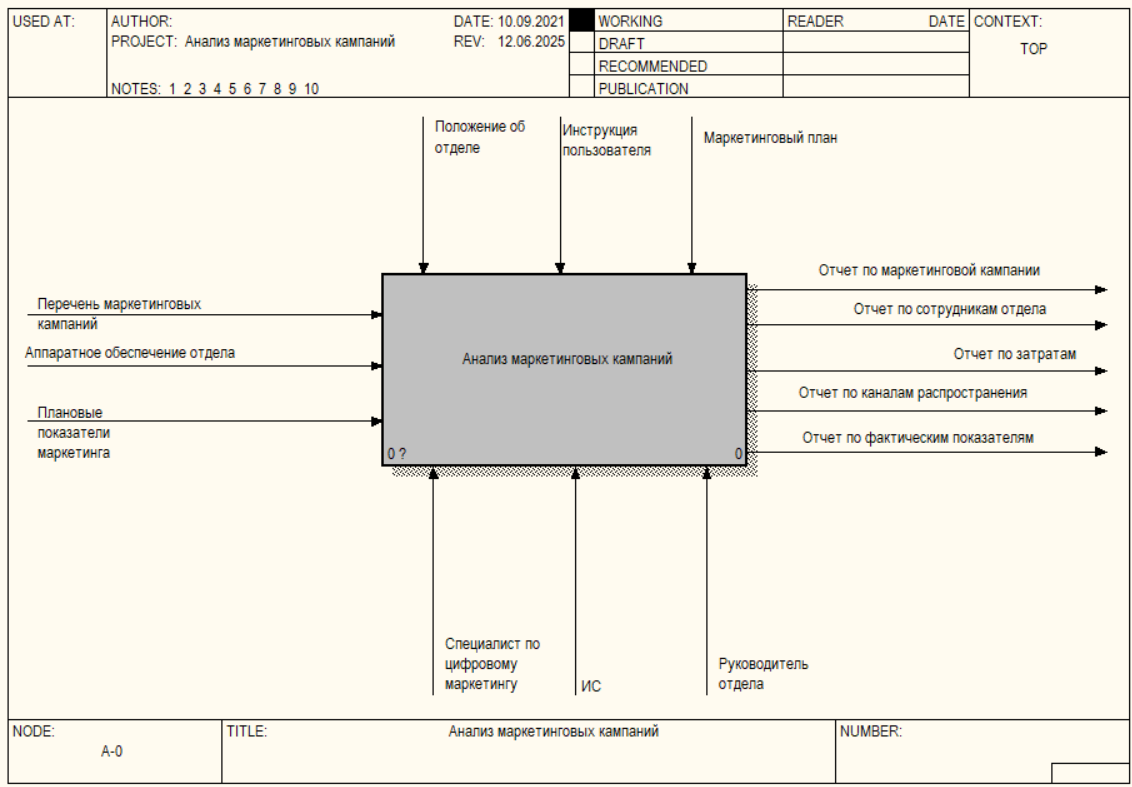 USED AT:
AUTHOR:
DATE: 10.09.2021
WORKING
READER
DATE
CONTEXT:
PROJECT: Анализ маркетинговых кампаний
REV: 12.06.2025
DRAFT
TOP
RECOMMENDED
NOTES: 1 2 3 4 5 6 7 8 9 10
PUBLICATION
Положение об
отделе
Инструкция
пользователя
Маркетинговый план
Перечень маркетинговых
кампаний
Аппаратное обеспечение отдела
Плановые
показатели
маркетинга
Анализ маркетинговых кампаний
0 ?
0
Отчет по маркетинговой кампании
Отчет по сотрудникам отдела
Отчет по затратам
Отчет по каналам распространения
Отчет по фактическим показателям
Специалист по
цифровому
маркетингу
ИС
Руководитель
отдела
NODE:
A-0
TITLE:
Анализ маркетинговых кампаний
NUMBER: